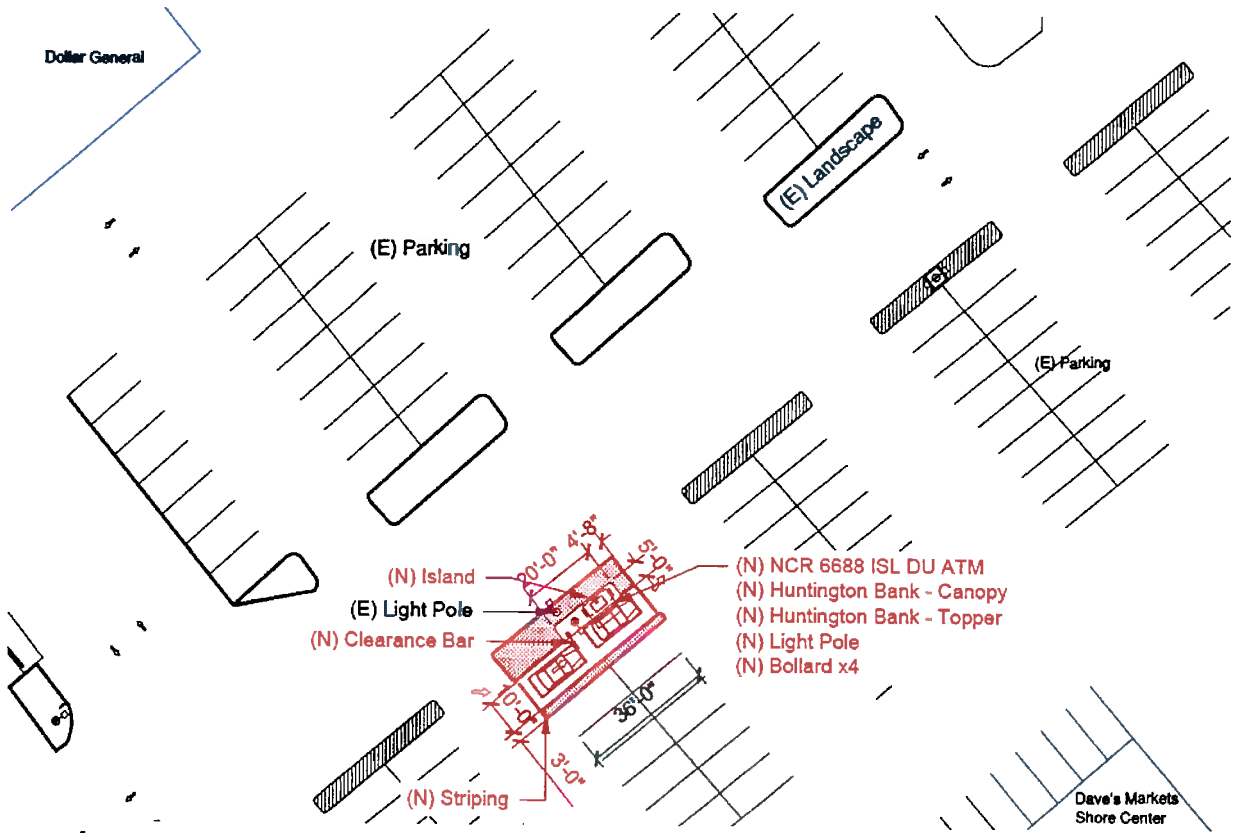 Dollar General
(E) Landscape
(E) Parking
(E) Parking
4'-8"
20'-0"
5'-0"
(N) Island
(E) Light Pole
(N) Clearance Bar
(N) NCR 6688 ISL DU ATM
(N) Huntington Bank - Canopy
(N) Huntington Bank - Topper
(N) Light Pole
(N) Bollard x4
10'-0"
36'-0"
3'-0"
(N) Striping
Dave's Markets
Shore Center